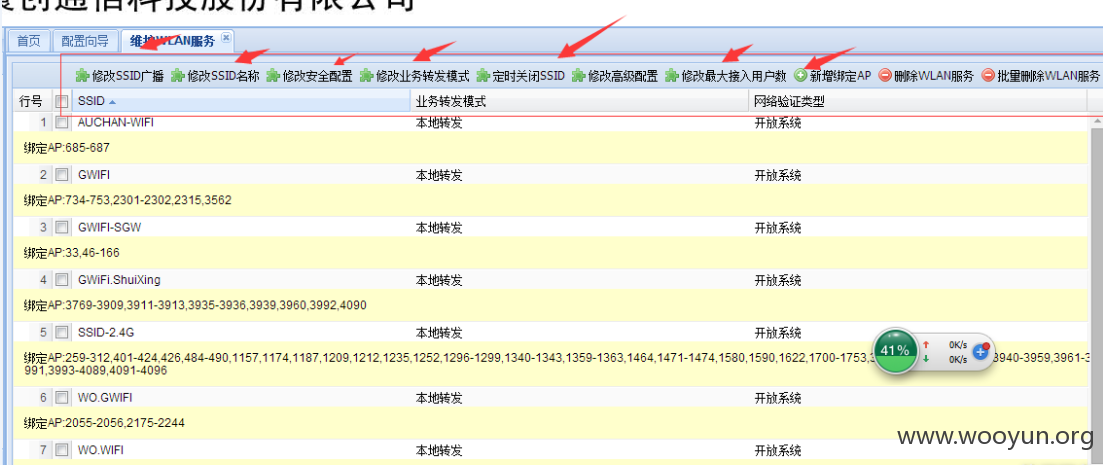 创通信科技股份有限公司
首页 配置向导 维护WLAN服务
修改SSID广播 修改SSID名称 修改安全配置 修改业务转发模式 定时关闭SSID 修改高级配置 修改最大接入用户数 新增绑定AP 删除WLAN服务 批量删除WLAN服务
行号 SSID 业务转发模式 网络验证类型
1 AUCHAN-WIFI 本地转发 开放系统
绑定AP:685-687
2 GWIFI 本地转发 开放系统
绑定AP:734-753,2301-2302,2315,3562
3 GWIFI-SGW 本地转发 开放系统
绑定AP:33,46-166
4 GWiFi.ShuiXing 本地转发 开放系统
绑定AP:3769-3909,3911-3913,3935-3936,3939,3960,3992,4090
5 SSID-2.4G 本地转发 开放系统
绑定AP:259-312,401-424,426,484-490,1157,1174,1187,1209,1212,1235,1252,1296-1299,1340-1343,1359-1363,1464,1471-1474,1580,1590,1622,1700-1753, 3940-3959,3961-
991,3993-4089,4091-4096
41% 0K/s
0K/s
6 WO.GWIFI 本地转发 开放系统
绑定AP:2055-2056,2175-2244
7 WO.WIFI 本地转发 开放系统
www.wooyun.org